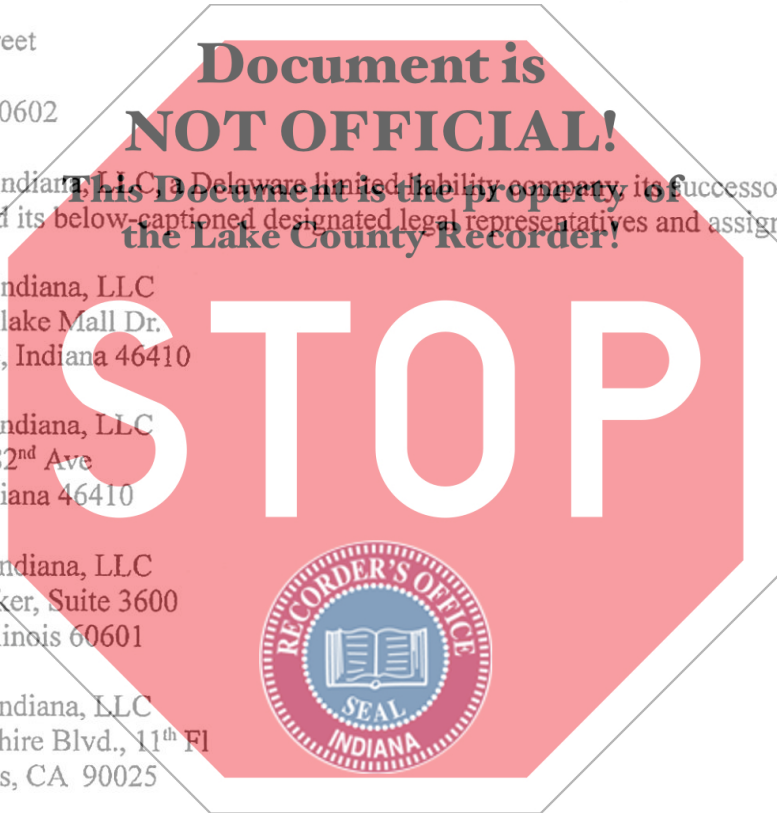 reet
Document is
0602
NOT OFFICIAL!
ndiana, LLC, a Delaware limited liability company, its successo
This Document is the property of
d its below-captioned designated legal representatives and assign
the Lake County Recorder!
ndiana, LLC
lake Mall Dr.
, Indiana 46410
STOP
ndiana, LLC
82nd Ave
iana 46410
ndiana, LLC
ker, Suite 3600
linois 60601
RECORDER'S OFFICE
SEAL
INDIANA
ndiana, LLC
hire Blvd., 11th Fl
s, CA 90025